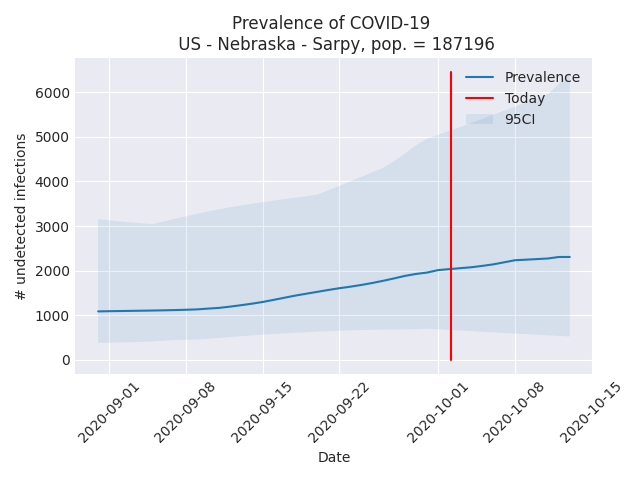 Prevalence of COVID-19
US - Nebraska - Sarpy, pop. = 187196
Prevalence
Today
95CI
# undetected infections
6000
5000
4000
3000
2000
1000
0
2020-09-01
2020-09-08
2020-09-15
2020-09-22
2020-10-01
2020-10-08
2020-10-15
Date